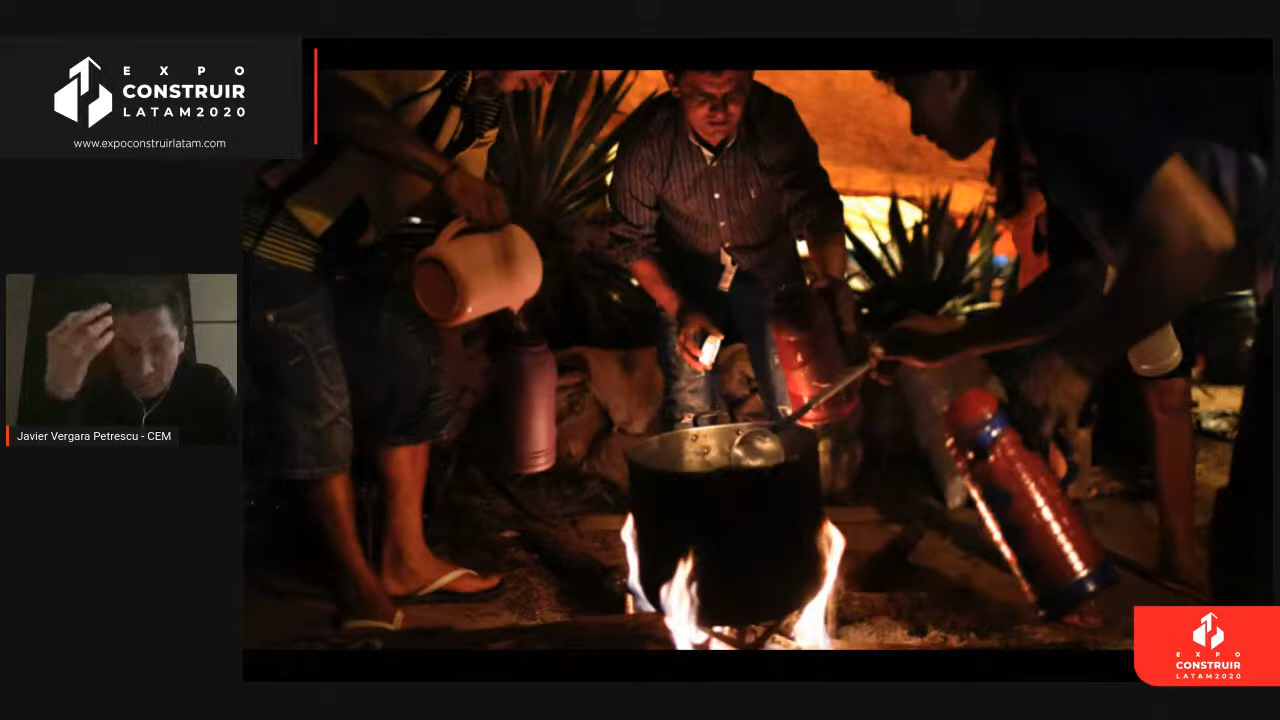 EXPO
CONSTRUIR
LATAM2020
www.expoconstruirlatam.com
Javier Vergara Petrescu - CEM
EXPO
CONSTRUIR
LATAM2020